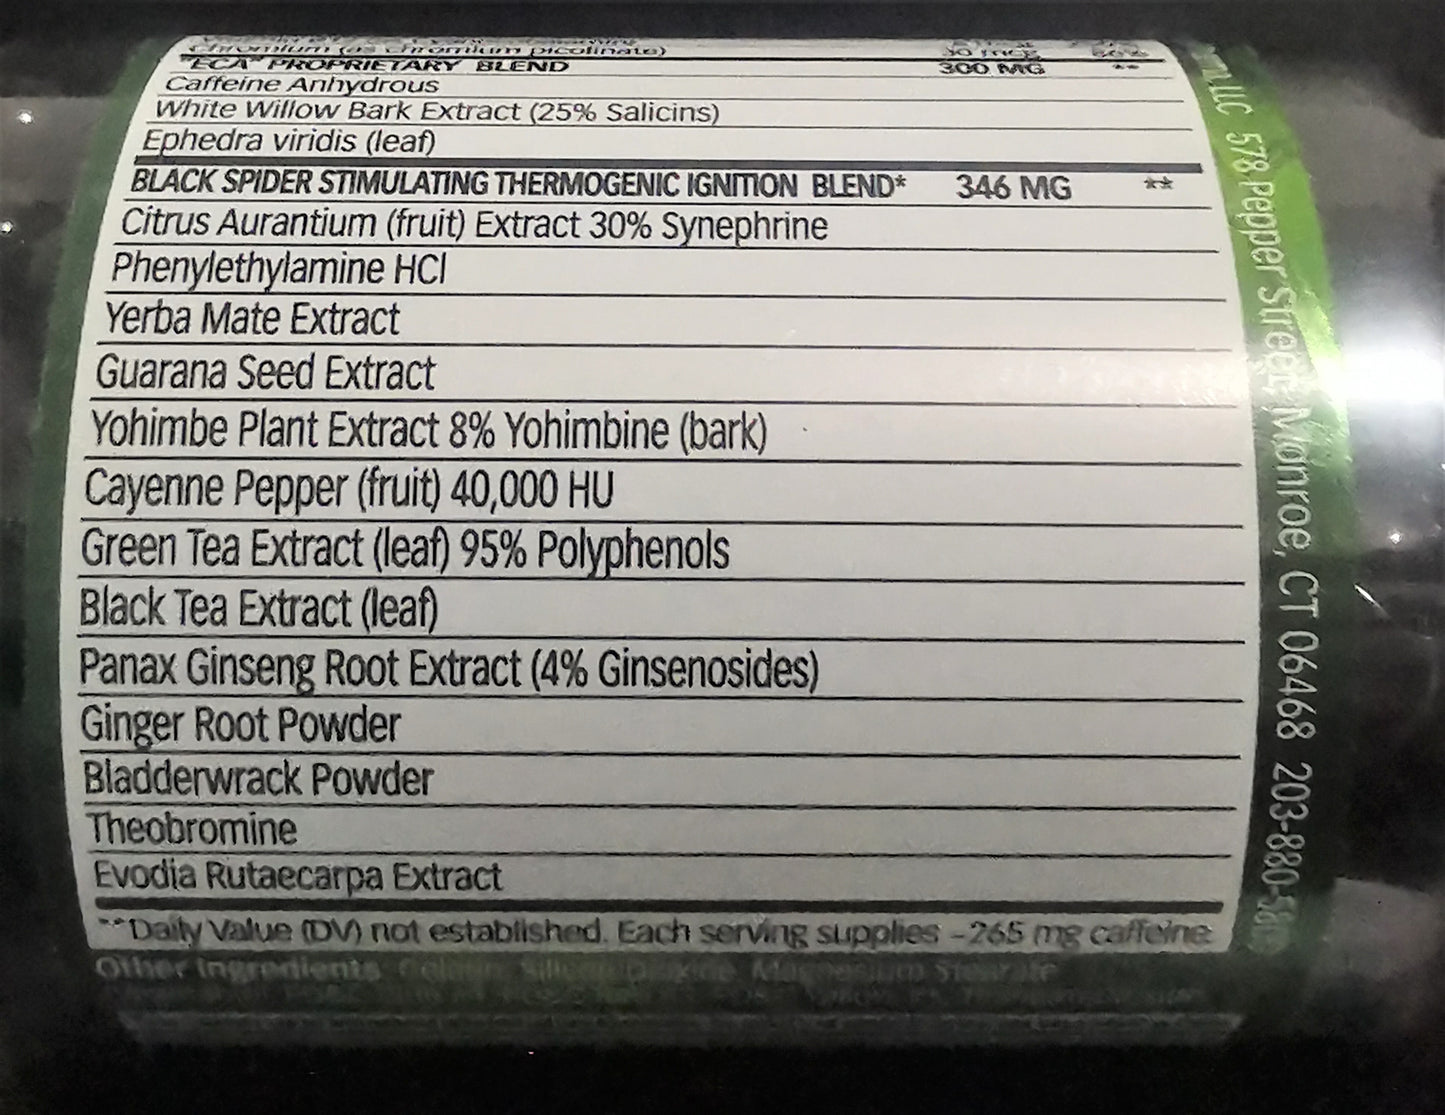 Chromium (as chromium picolinate)
"ECA" PROPRIETARY BLEND 300 MG **
Caffeine Anhydrous
White Willow Bark Extract (25% Salicins)
Ephedra viridis (leaf)
BLACK SPIDER STIMULATING THERMOGENIC IGNITION BLEND* 346 MG **
Citrus Aurantium (fruit) Extract 30% Synephrine
Phenylethylamine HCl
Yerba Mate Extract
Guarana Seed Extract
Yohimbe Plant Extract 8% Yohimbine (bark)
Cayenne Pepper (fruit) 40,000 HU
Green Tea Extract (leaf) 95% Polyphenols
Black Tea Extract (leaf)
Panax Ginseng Root Extract (4% Ginsenosides)
Ginger Root Powder
Bladderwrack Powder
Theobromine
Evodia Rutaecarpa Extract
**Daily Value (DV) not established. Each serving supplies ~265 mg caffeine
Other Ingredients Magnesium Stearate
LLC 578 Pepper Street, Monroe, CT 06468 203-880-